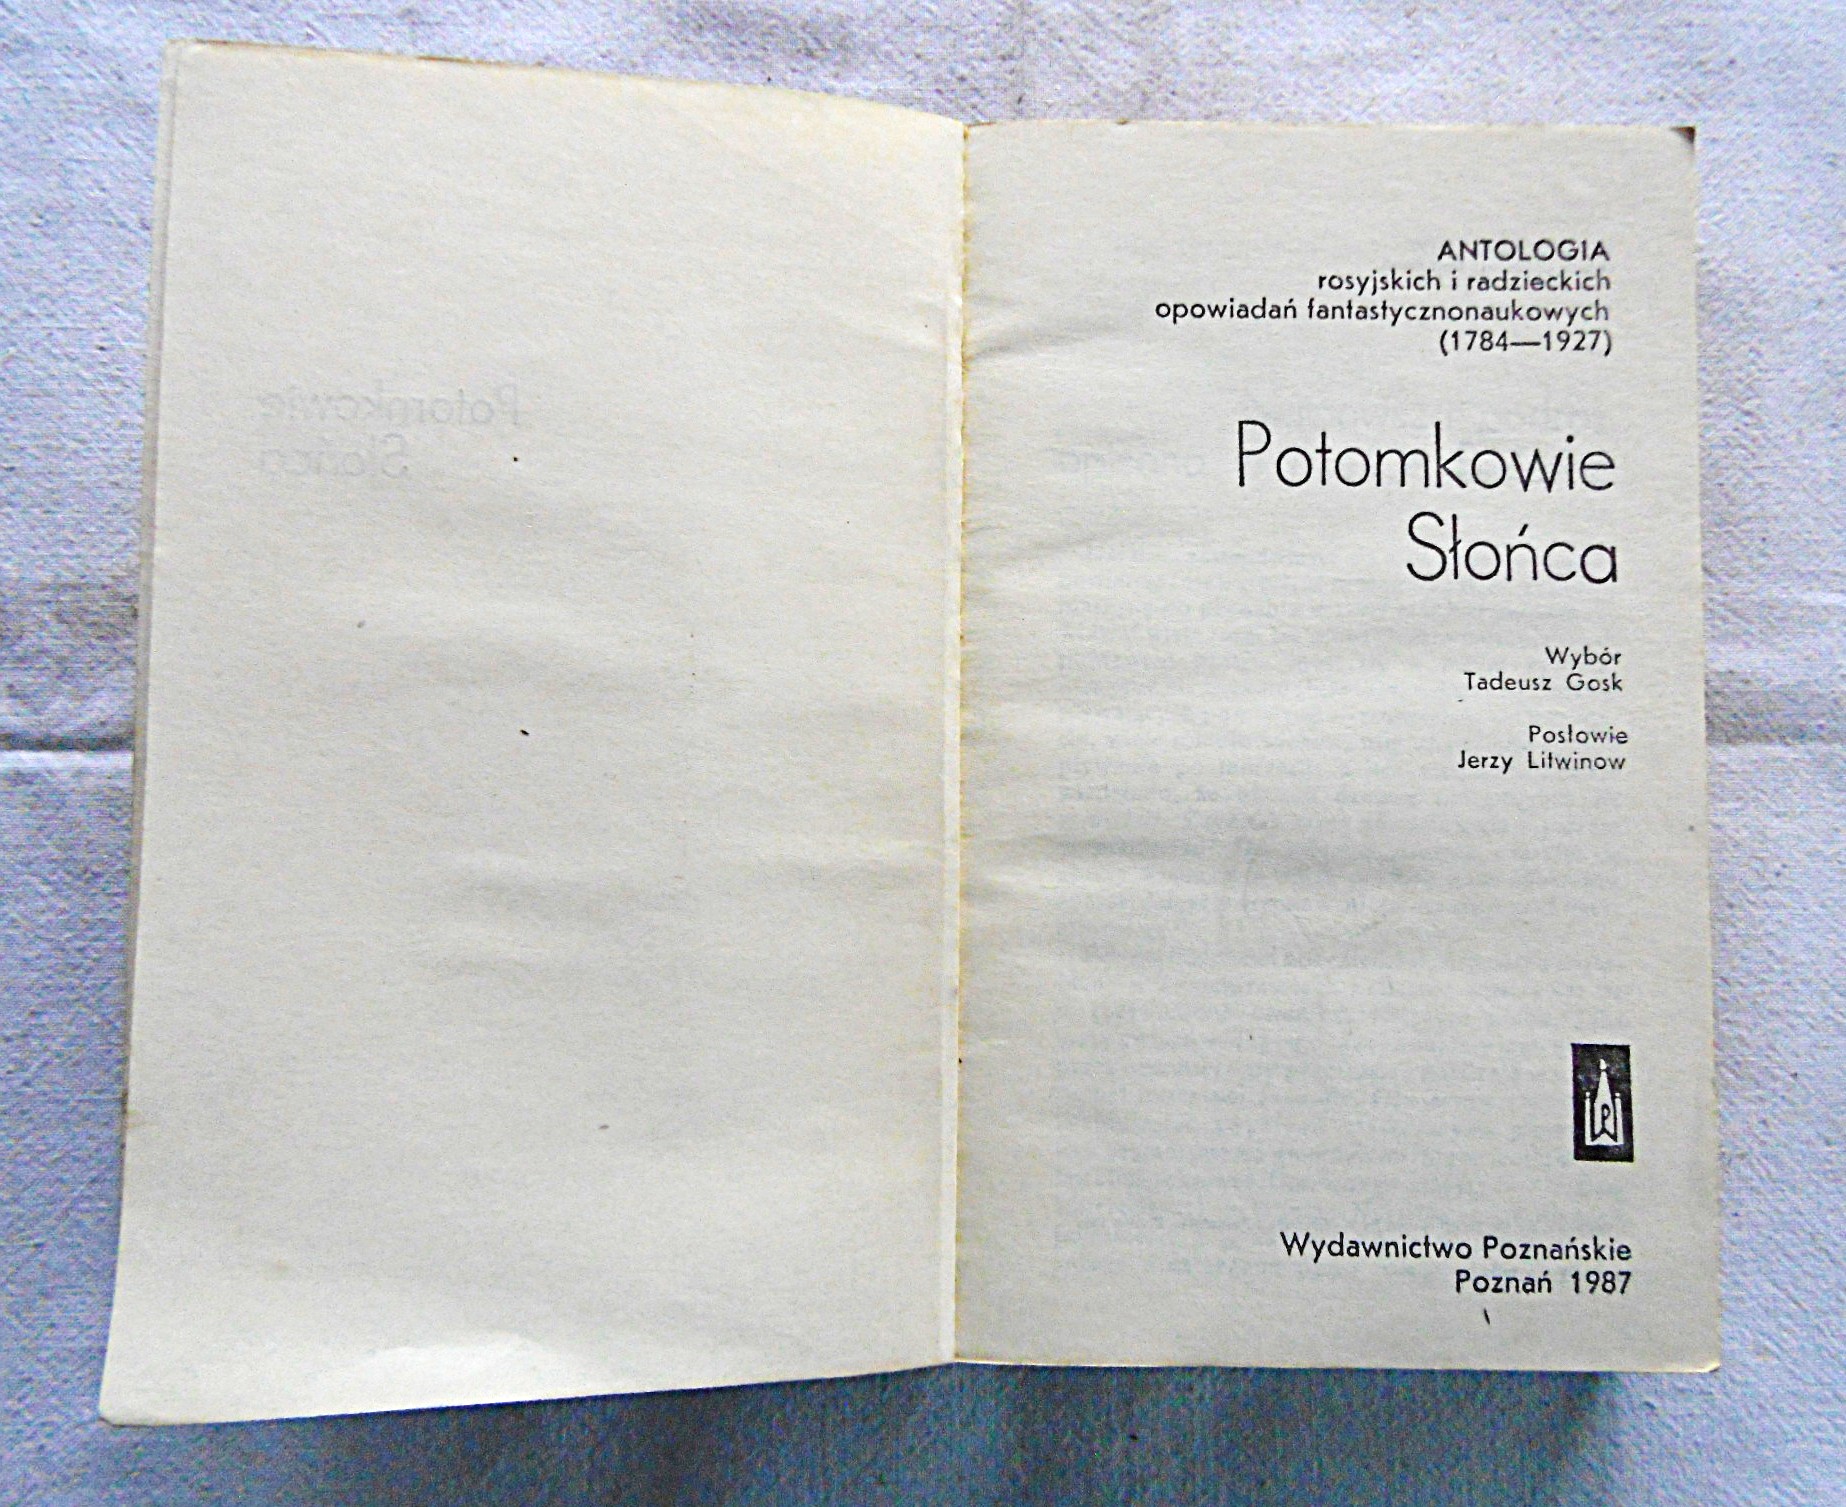 ANTOLOGIA
rosyjskich i radzieckich
opowiadań fantastycznonaukowych
(1784—1927)
Potomkowie
Słońca
Wybór
Tadeusz Gosk
Posłowie
Jerzy Litwinow
Wydawnictwo Poznańskie
Poznań 1987